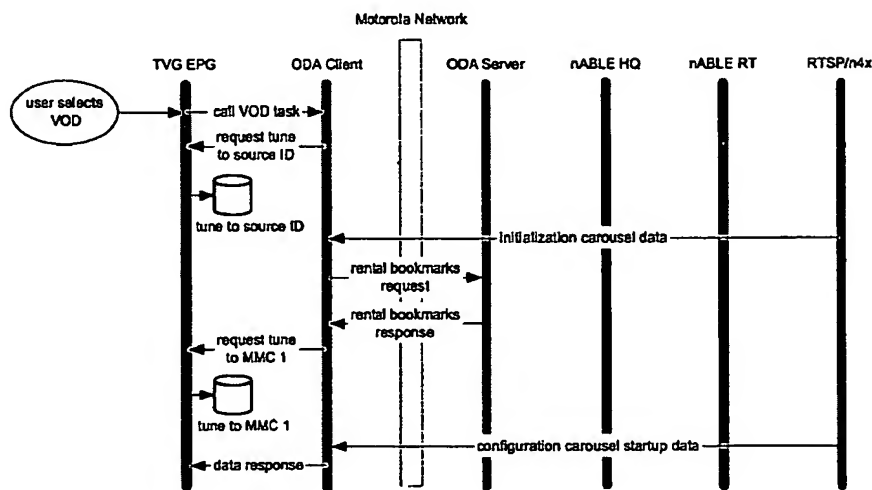 Motorola Network
TVG EPG
ODA Client
ODA Server
nABLE HQ
nABLE RT
RTSP/n4x
user selects
VOD
call VOD task
request tune
to source ID
tune to source ID
initialization carousel data
rental bookmarks
request
rental bookmarks
response
request tune
to MMC 1
tune to MMC 1
configuration carousel startup data
data response